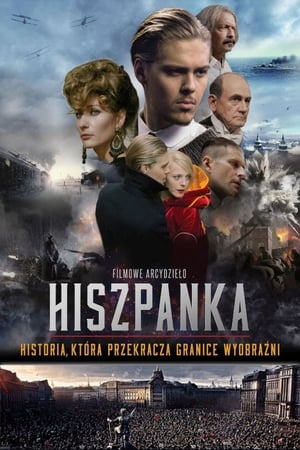 FILMOWE ARCYDZIEŁO
HISZPANKA
HISTORIA, KTÓRA PRZEKRACZA GRANICE WYOBRAŹNI